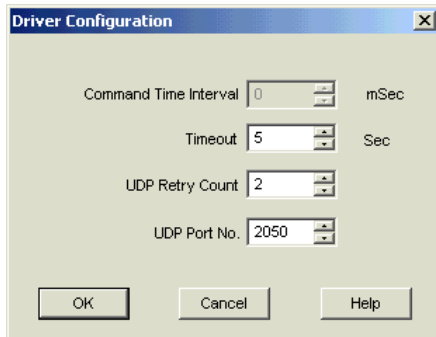 Driver Configuration
Command Time Interval 0 mSec
Timeout 5 Sec
UDP Retry Count 2
UDP Port No. 2050
OK Cancel Help